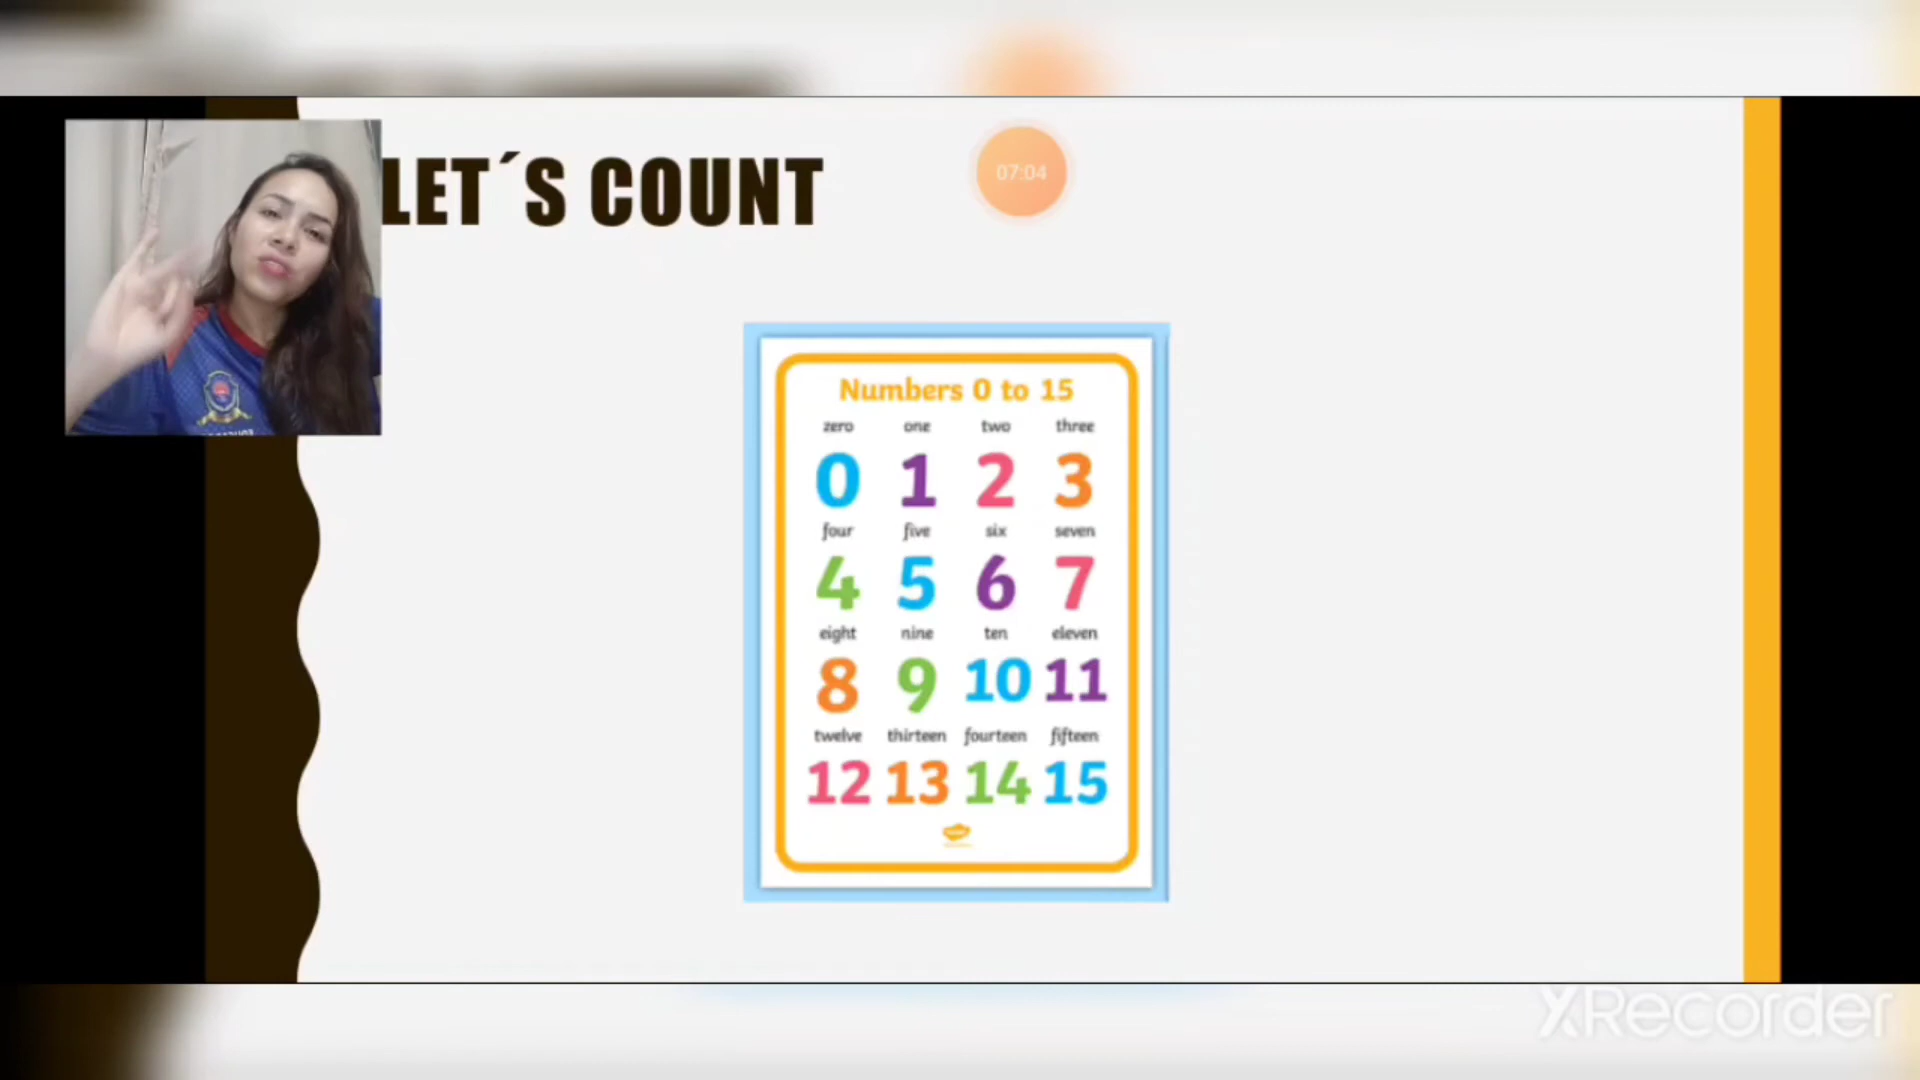 LET´S COUNT
07:04
Numbers 0 to 15
zero one two three
0 1 2 3
four five six seven
4 5 6 7
eight nine ten eleven
8 9 10 11
twelve thirteen fourteen fifteen
12 13 14 15
XRecorder